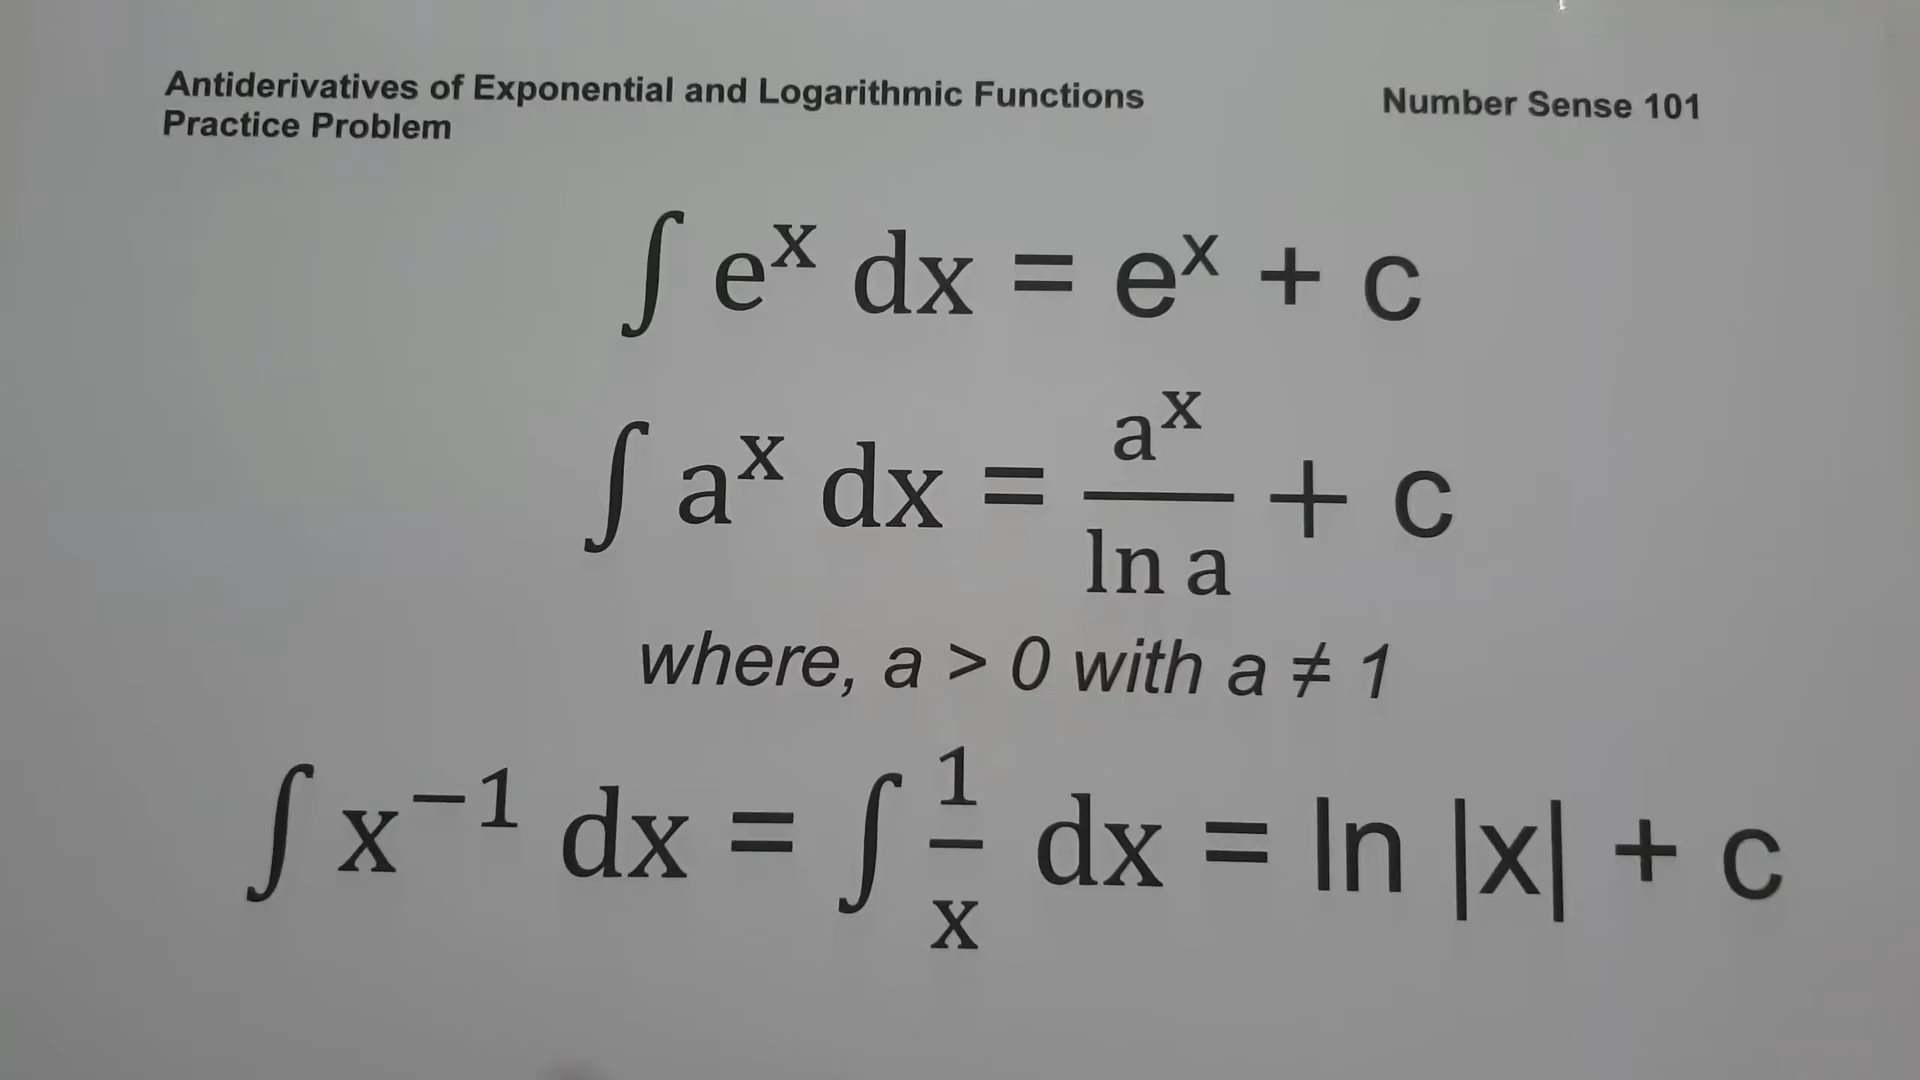 Antiderivatives of Exponential and Logarithmic Functions
Practice Problem
Number Sense 101
∫ eˣ dx = eˣ + c
∫ aˣ dx = aˣ / ln a + c
where, a > 0 with a ≠ 1
∫ x⁻¹ dx = ∫ 1/x dx = ln |x| + c